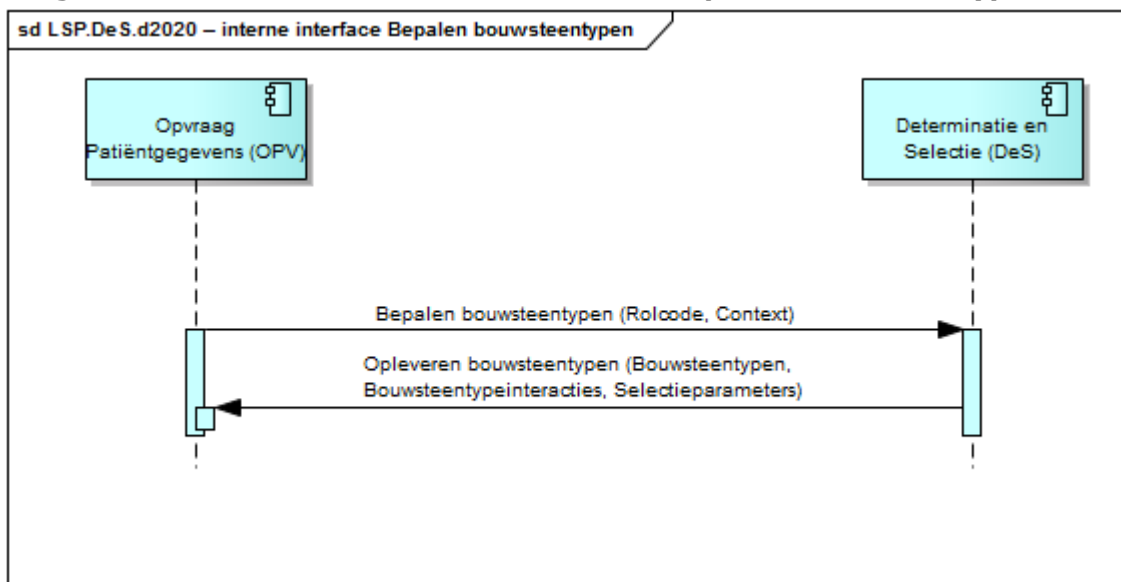 sd LSP.DeS.d2020 – interne interface Bepalen bouwsteentypen
Opvraag
Patiëntgegevens (OPV)
Determinatie en
Selectie (DeS)
Bepalen bouwsteentypen (Rolcode, Context)
Opleveren bouwsteentypen (Bouwsteentypen,
Bouwsteentypeinteracties, Selectieparameters)